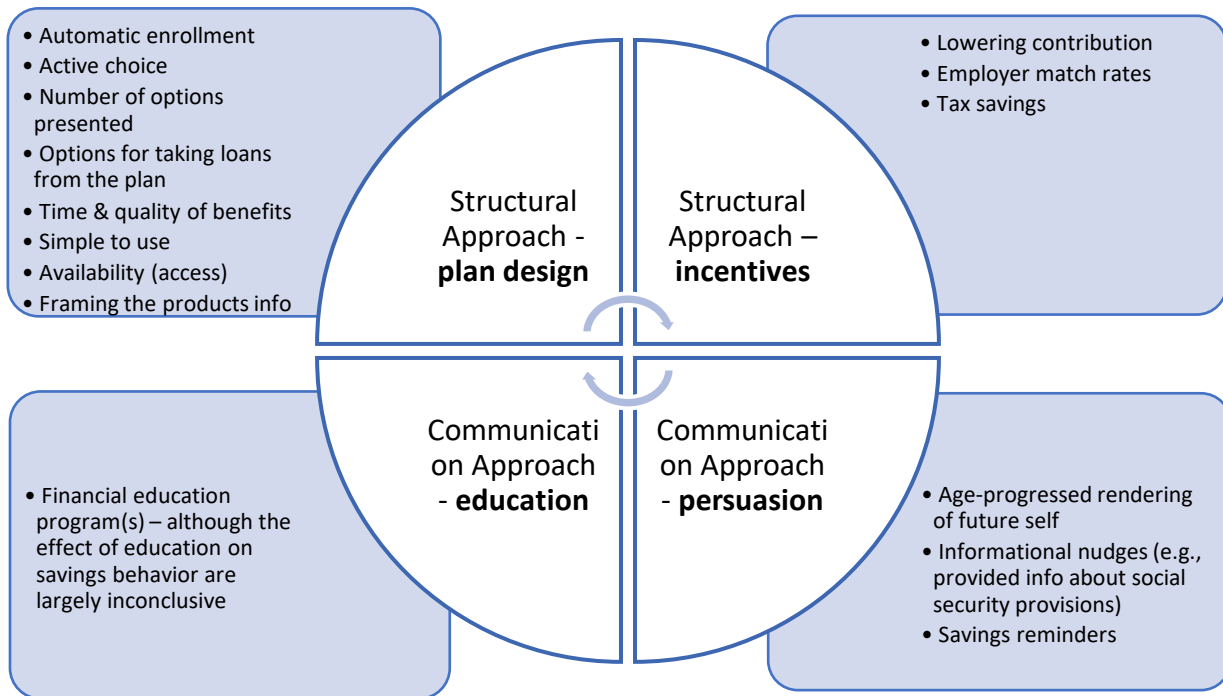 • Automatic enrollment
• Active choice
• Number of options
presented
• Options for taking loans
from the plan
• Time & quality of benefits
• Simple to use
• Availability (access)
• Framing the products info
• Lowering contribution
• Employer match rates
• Tax savings
Structural
Approach -
plan design
Structural
Approach –
incentives
Communicati
on Approach
- education
Communicati
on Approach
- persuasion
• Financial education
program(s) – although the
effect of education on
savings behavior are
largely inconclusive
• Age-progressed rendering
of future self
• Informational nudges (e.g.,
provided info about social
security provisions)
• Savings reminders